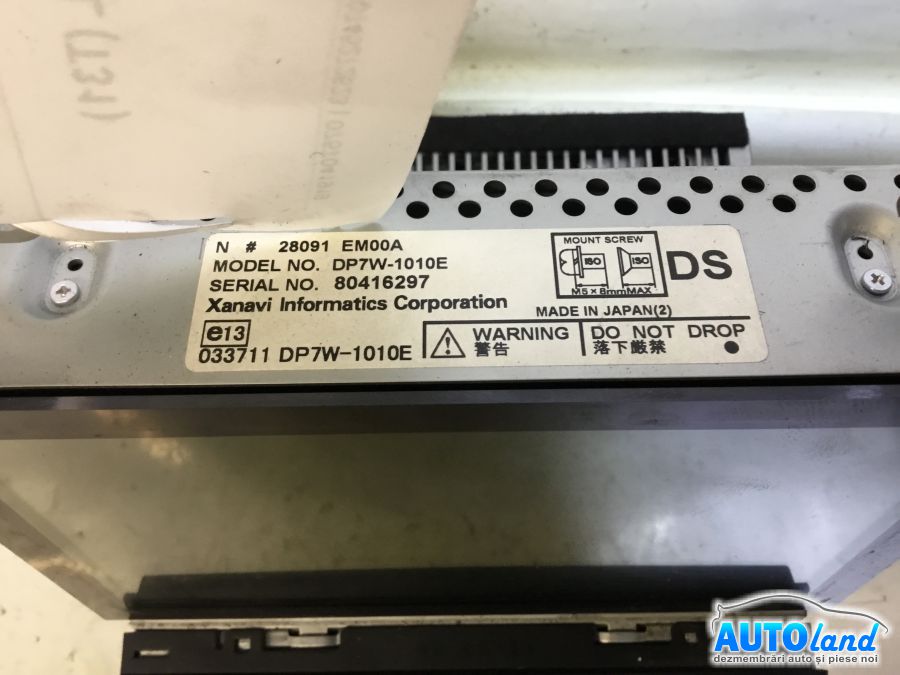 (T31)
N # 28091 EM00A
MODEL NO. DP7W-1010E
SERIAL NO. 80416297
Xanavi Informatics Corporation
MOUNT SCREW
ISO ISO
M5×8mmMAX
DS
MADE IN JAPAN(2)
e13
033711 DP7W-1010E
WARNING
警告
DO NOT DROP
落下厳禁
AUTOland
dezmembrări auto și piese noi